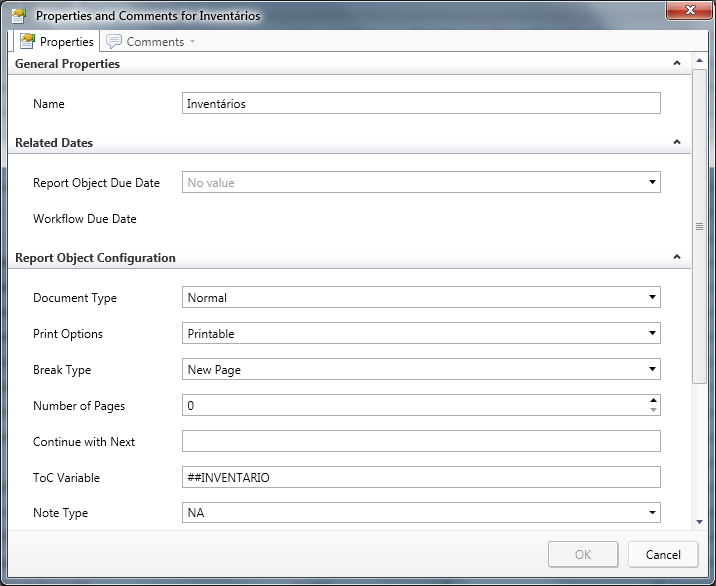 Properties and Comments for Inventários
Properties Comments
General Properties
Name Inventários
Related Dates
Report Object Due Date No value
Workflow Due Date
Report Object Configuration
Document Type Normal
Print Options Printable
Break Type New Page
Number of Pages 0
Continue with Next
ToC Variable ##INVENTARIO
Note Type NA
OK Cancel